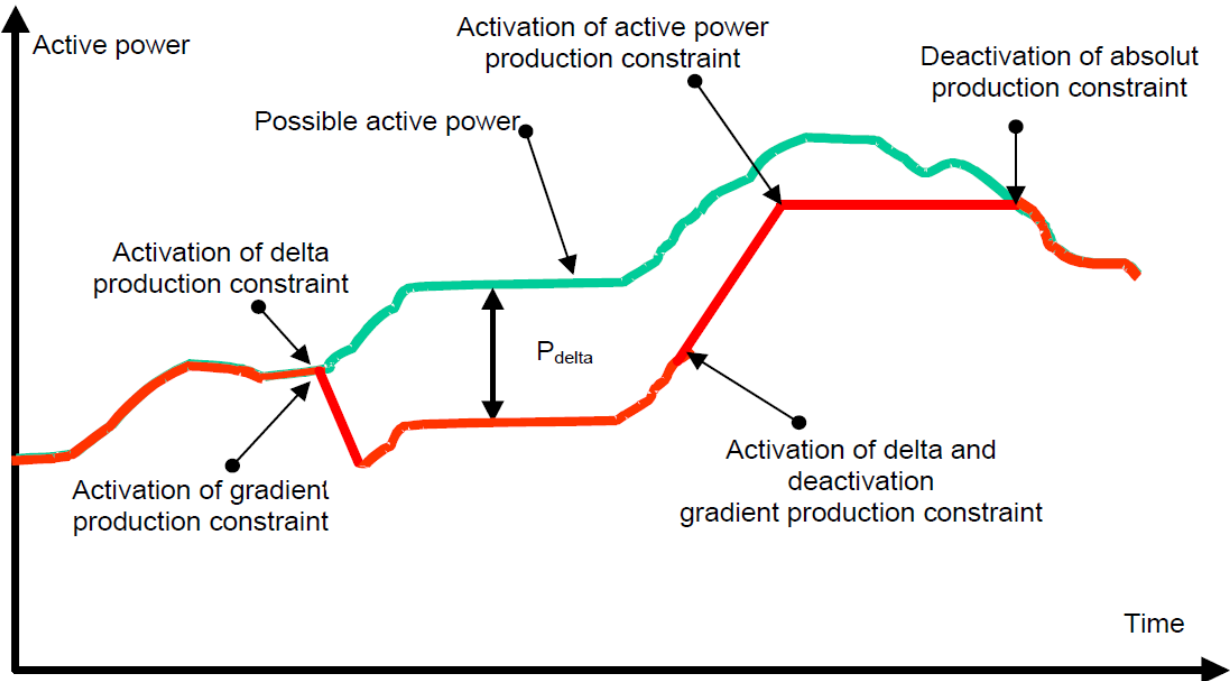 Active power
Activation of active power
production constraint
Deactivation of absolut
production constraint
Possible active power
Activation of delta
production constraint
P delta
Activation of gradient
production constraint
Activation of delta and
deactivation
gradient production constraint
Time